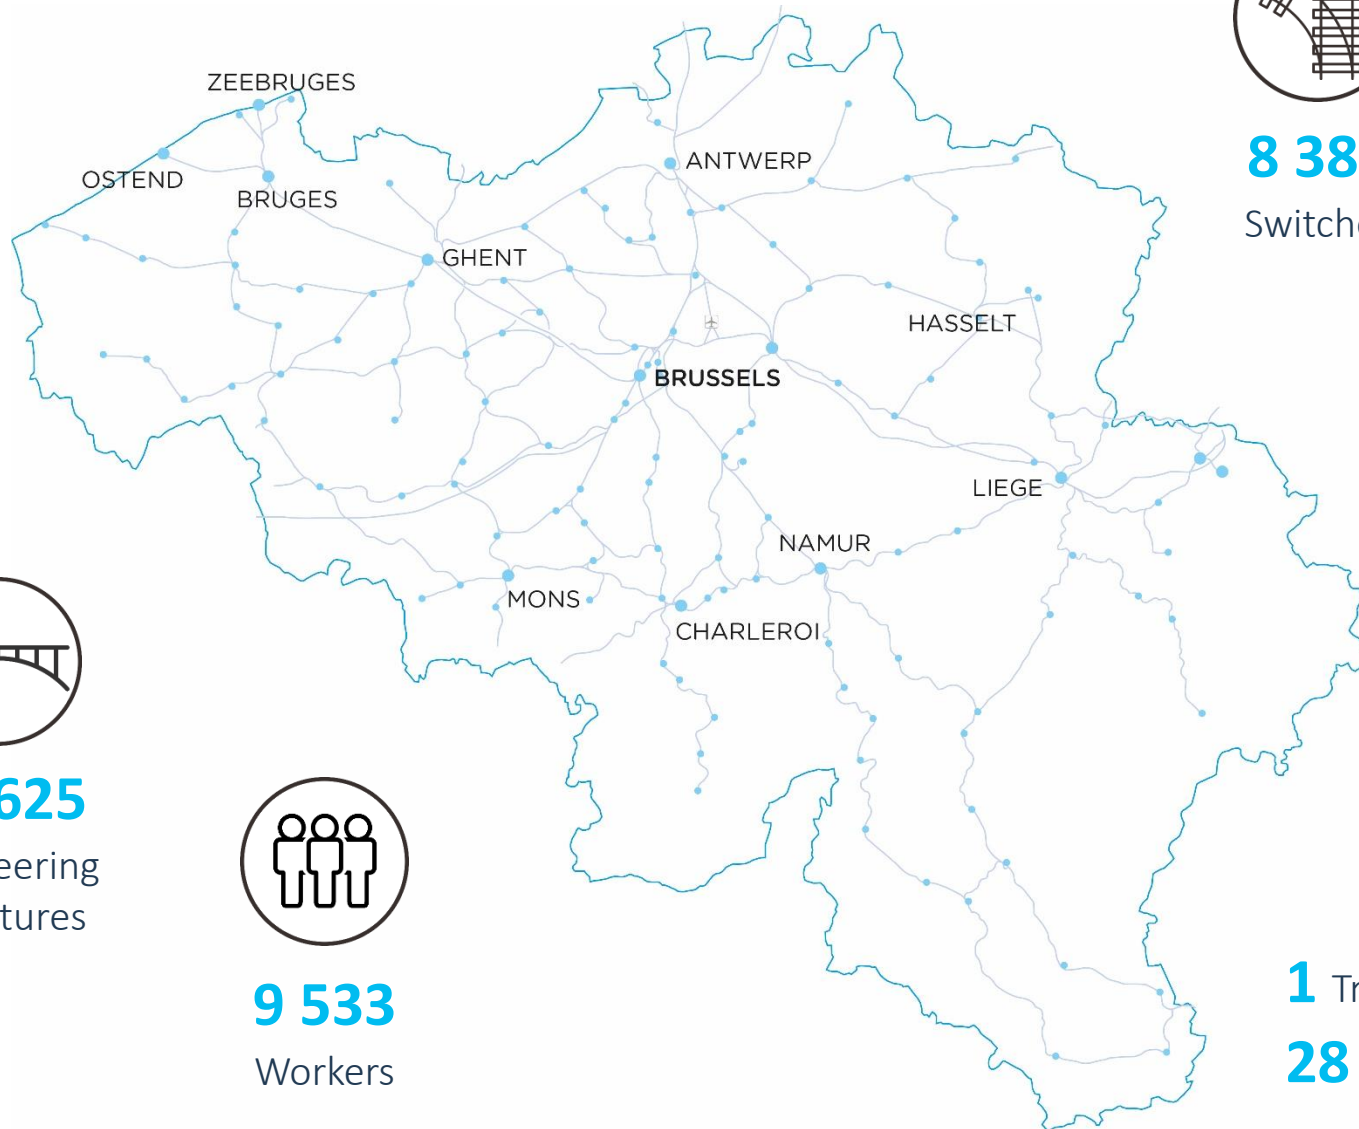 ZEEBRUGES
8 38
ANTWERP
OSTEND
BRUGES
Switch
GHENT
HASSELT
BRUSSELS
LIEGE
NAMUR
MONS
CHARLEROI
625
eering
tures
9 533
Workers
1 Tr
28